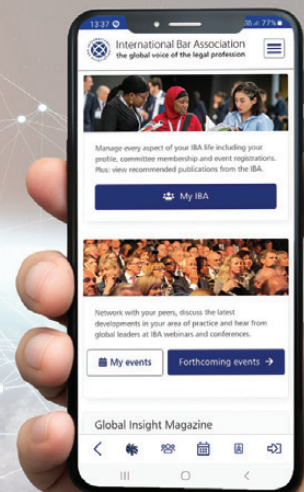 13:37
77%
International Bar Association
the global voice of the legal profession
Manage every aspect of your IBA life including your
profile, committee membership and event registrations.
Plus: view recommended publications from the IBA.
My IBA
Network with your peers, discuss the latest
developments in your area of practice and hear from
global leaders at IBA webinars and conferences.
My events
Forthcoming events →
Global Insight Magazine